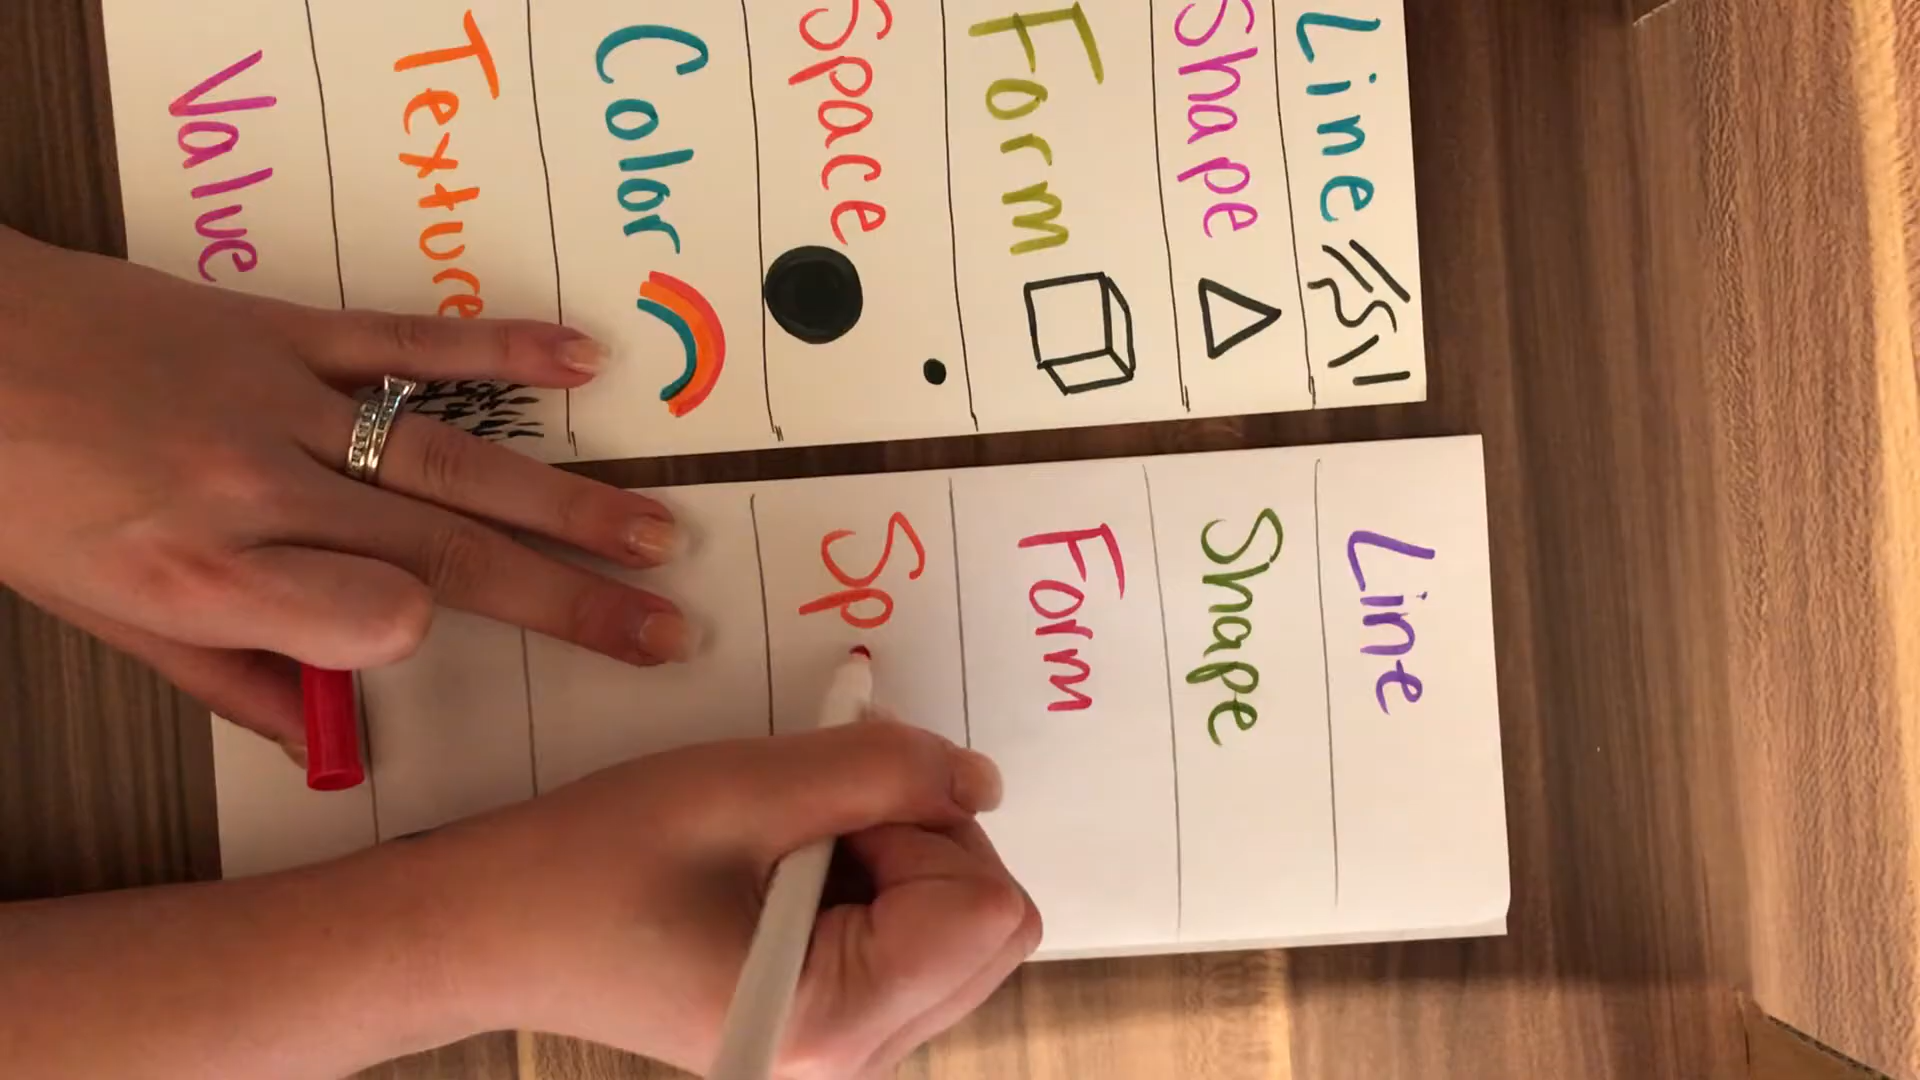 Line
Shape
Form
Space
Color
Texture
Value
Line
Shape
Form
Sp